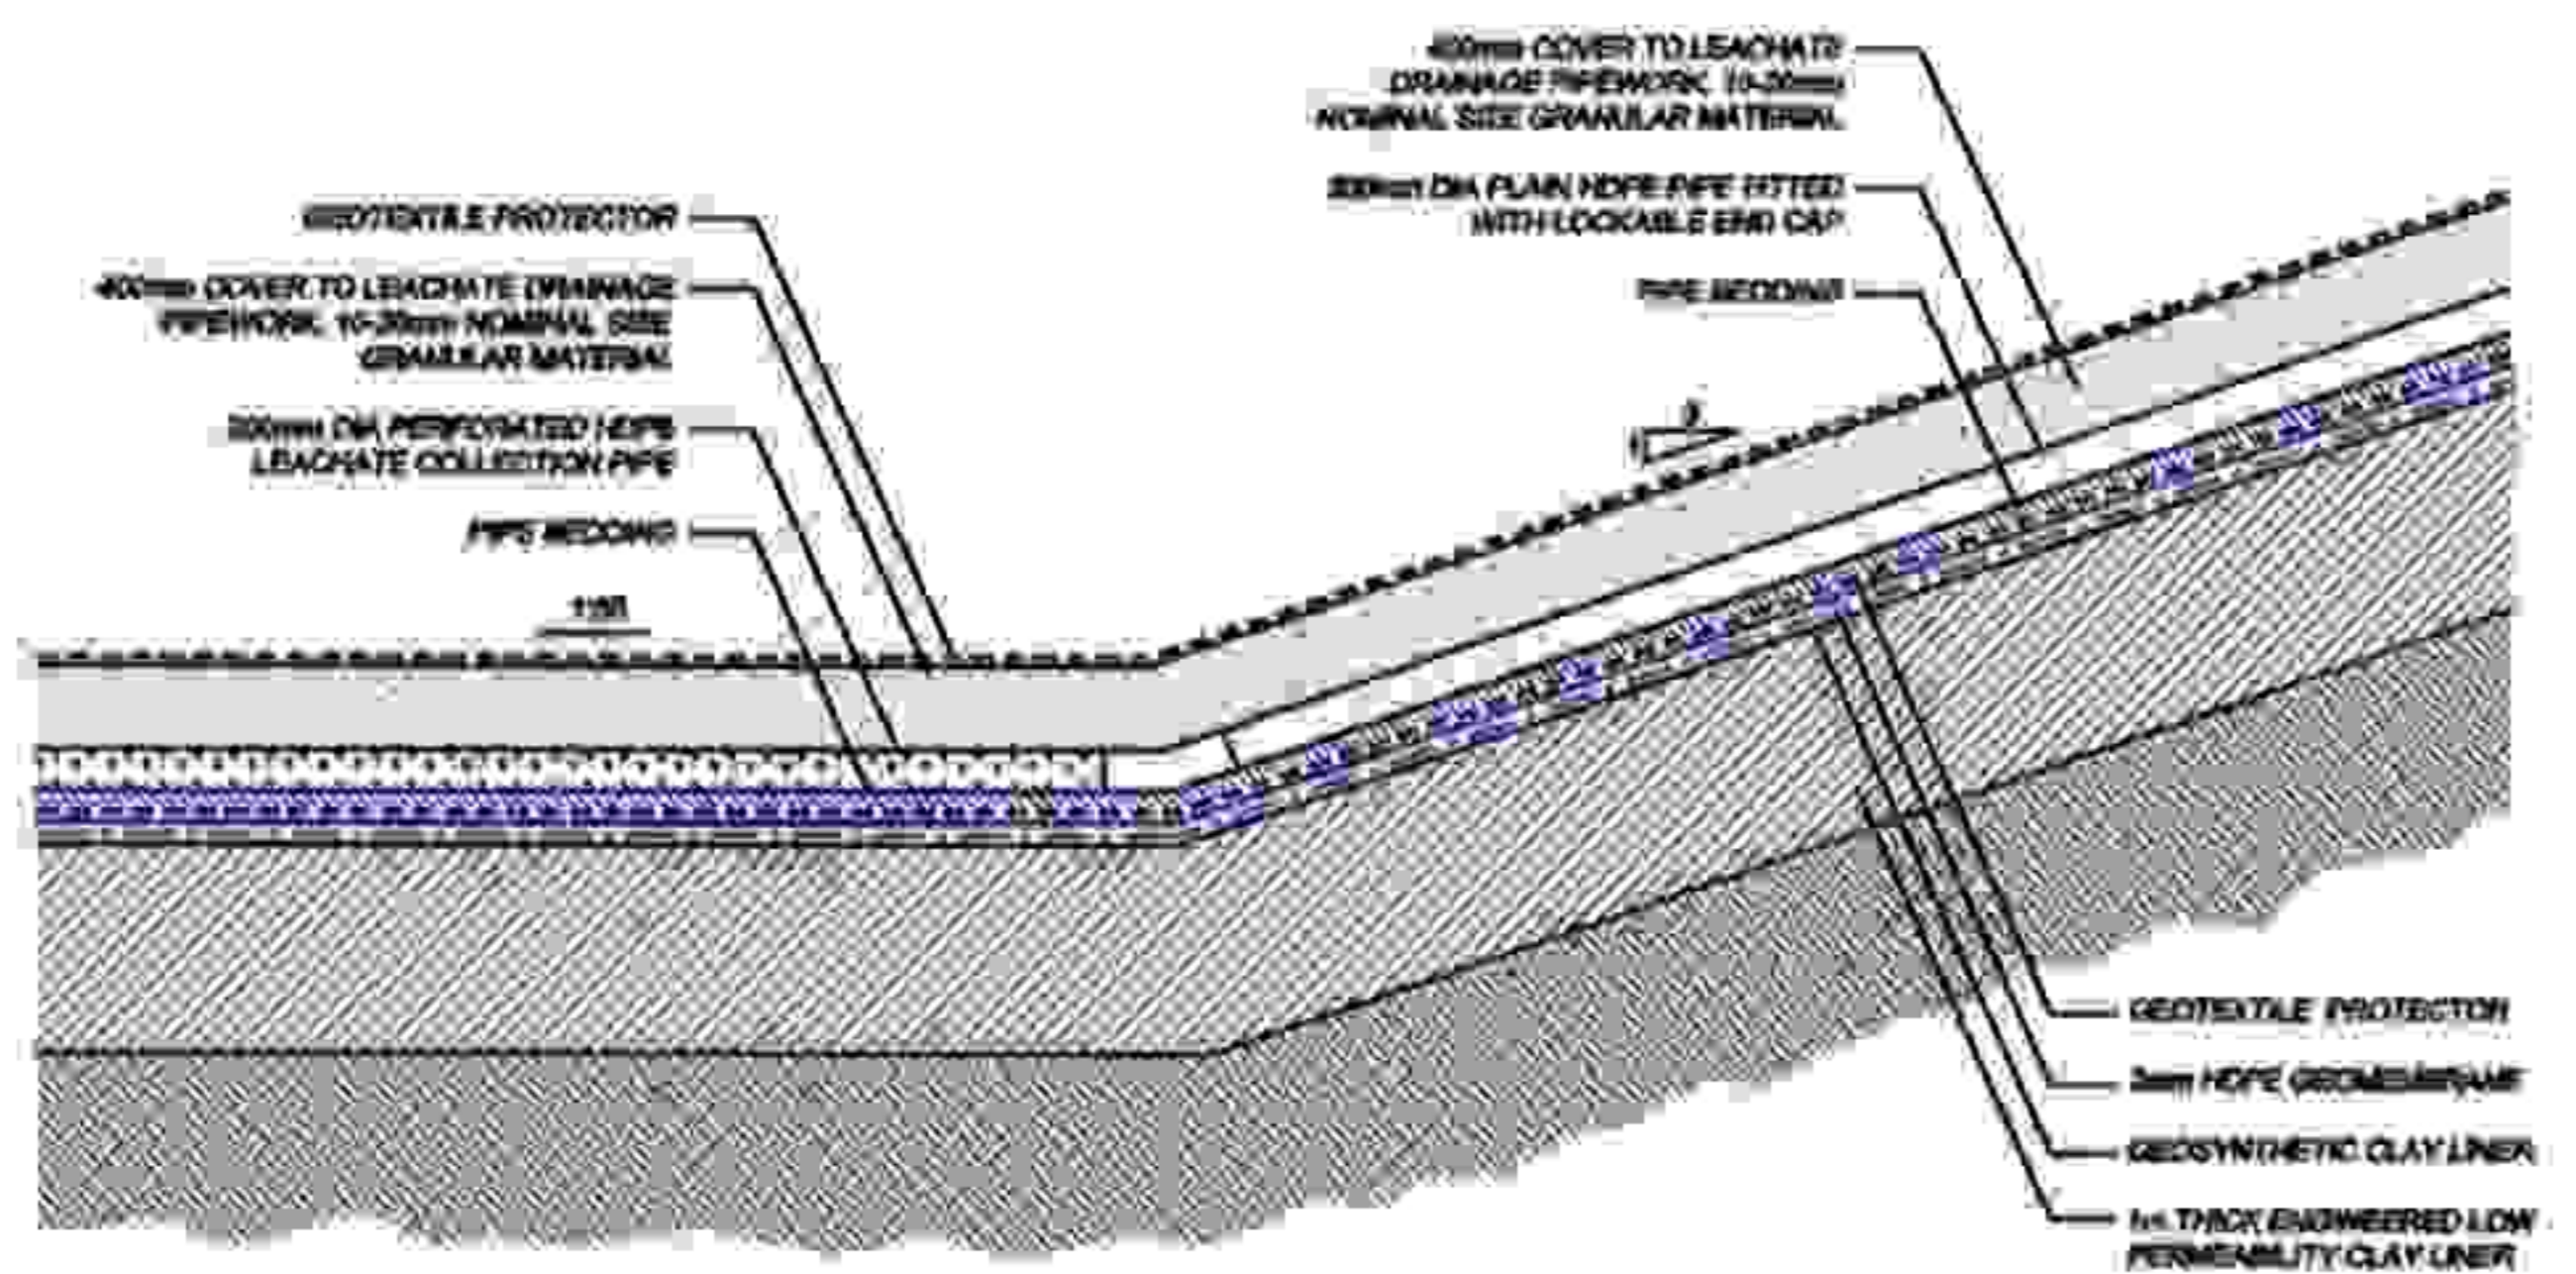 GEOTEXTILE PROTECTOR
400mm COVER TO LEACHATE DRAINAGE
PIPEWORK, 10-20mm NOMINAL SIZE
GRANULAR MATERIAL
DIA PERFORATED HDPE
LEACHATE COLLECTION PIPE
PIPE BEDDING
400mm COVER TO LEACHATE
DRAINAGE PIPEWORK, 10-20mm
NOMINAL SIZE GRANULAR MATERIAL
DIA PLAIN HDPE PIPE FITTED
WITH LOCKABLE END CAP
PIPE BEDDING
GEOTEXTILE PROTECTOR
2mm HDPE GEOMEMBRANE
GEOSYNTHETIC CLAY LINER
1m THICK ENGINEERED LOW
PERMEABILITY CLAY LINER